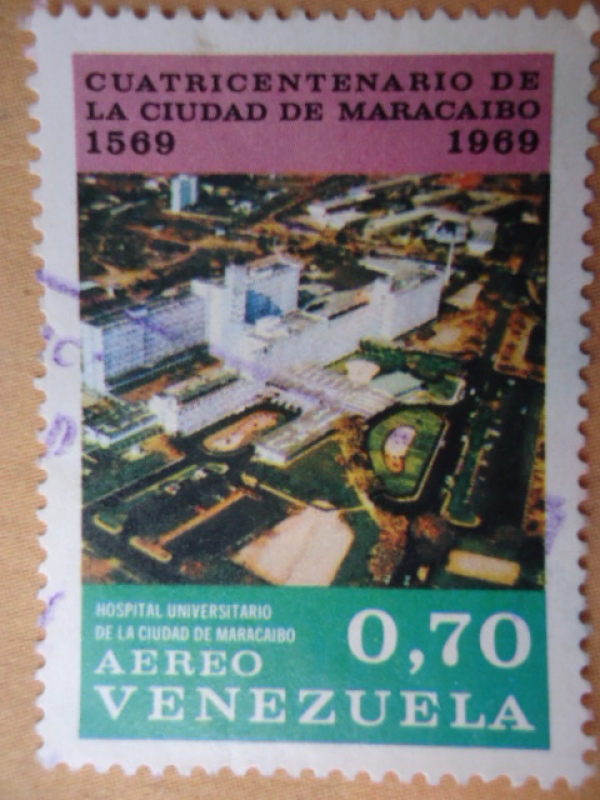 CUATRICENTENARIO DE
LA CIUDAD DE MARACAIBO
1569 1969
HOSPITAL UNIVERSITARIO
DE LA CIUDAD DE MARACAIBO
0,70
AEREO
VENEZUELA